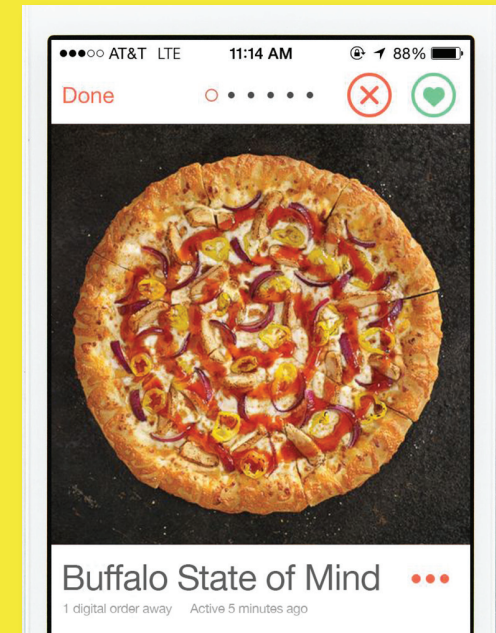 AT&T LTE 11:14 AM 88%
Done
Buffalo State of Mind
1 digital order away Active 5 minutes ago